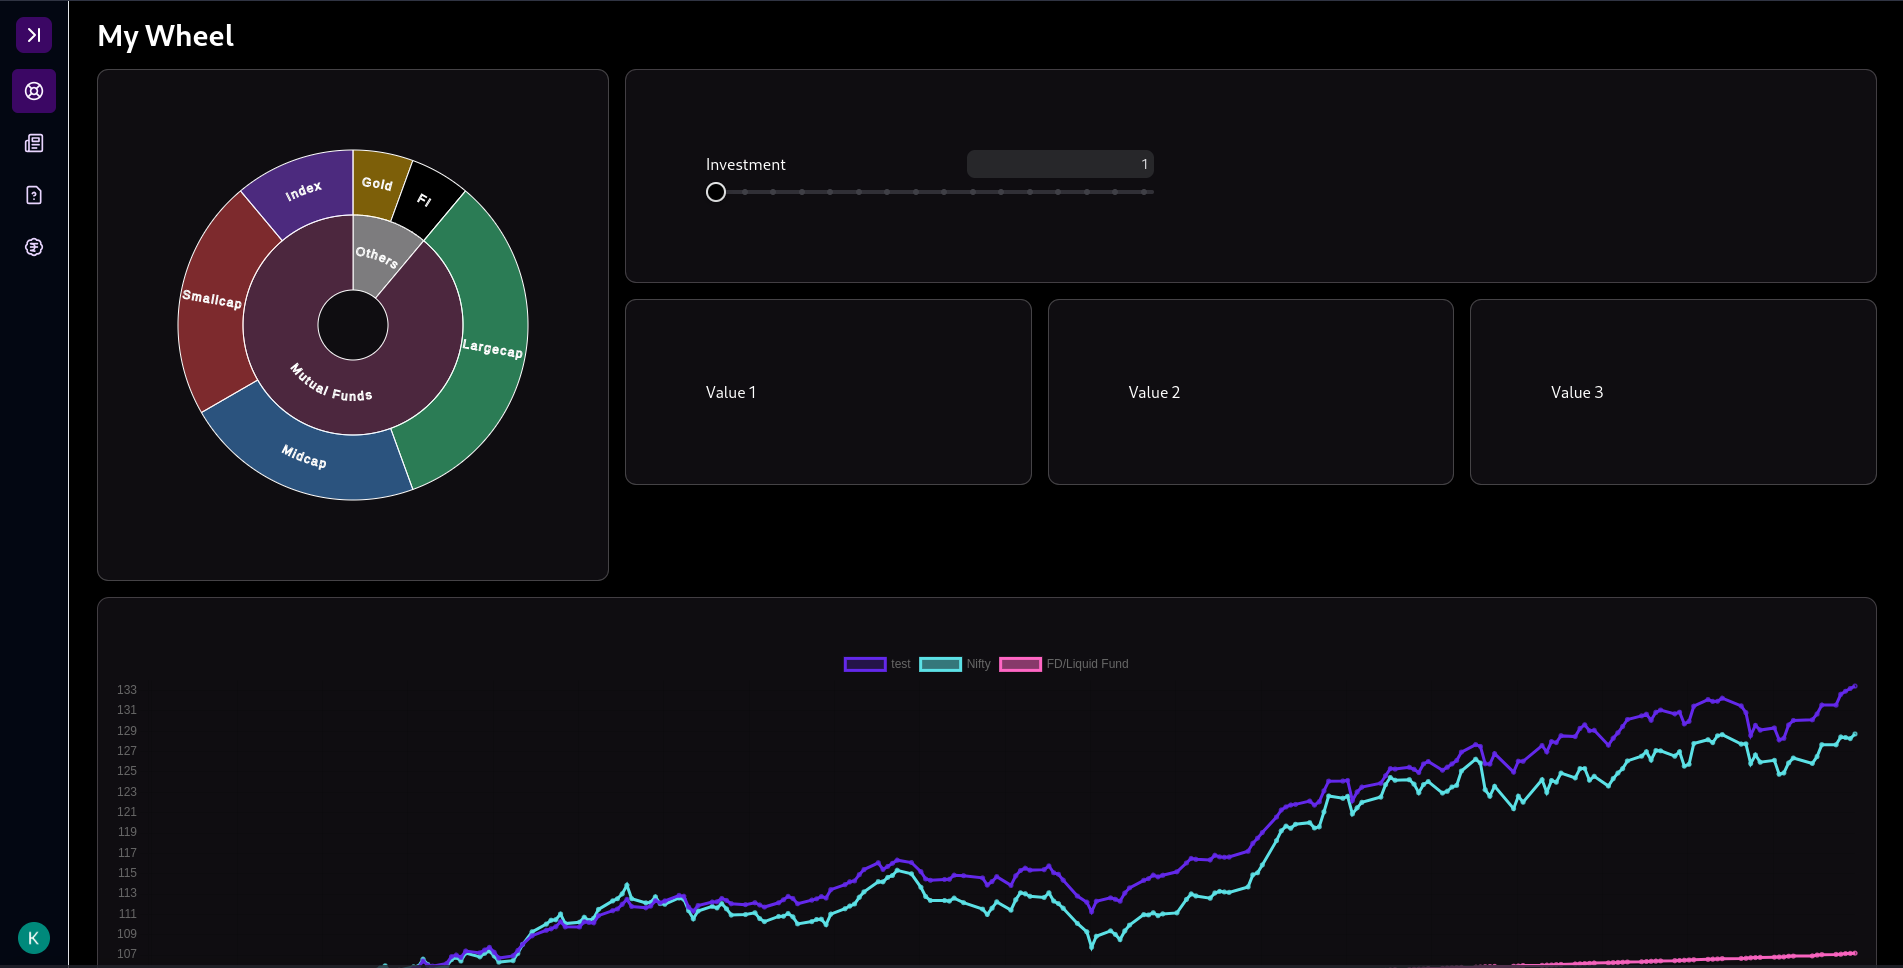 My Wheel
Index
Gold
FI
Others
Smallcap
Largecap
Mutual Funds
Midcap
Investment
1
Value 1
Value 2
Value 3
test
Nifty
FD/Liquid Fund
133
131
129
127
125
123
121
119
117
115
113
111
109
107
K